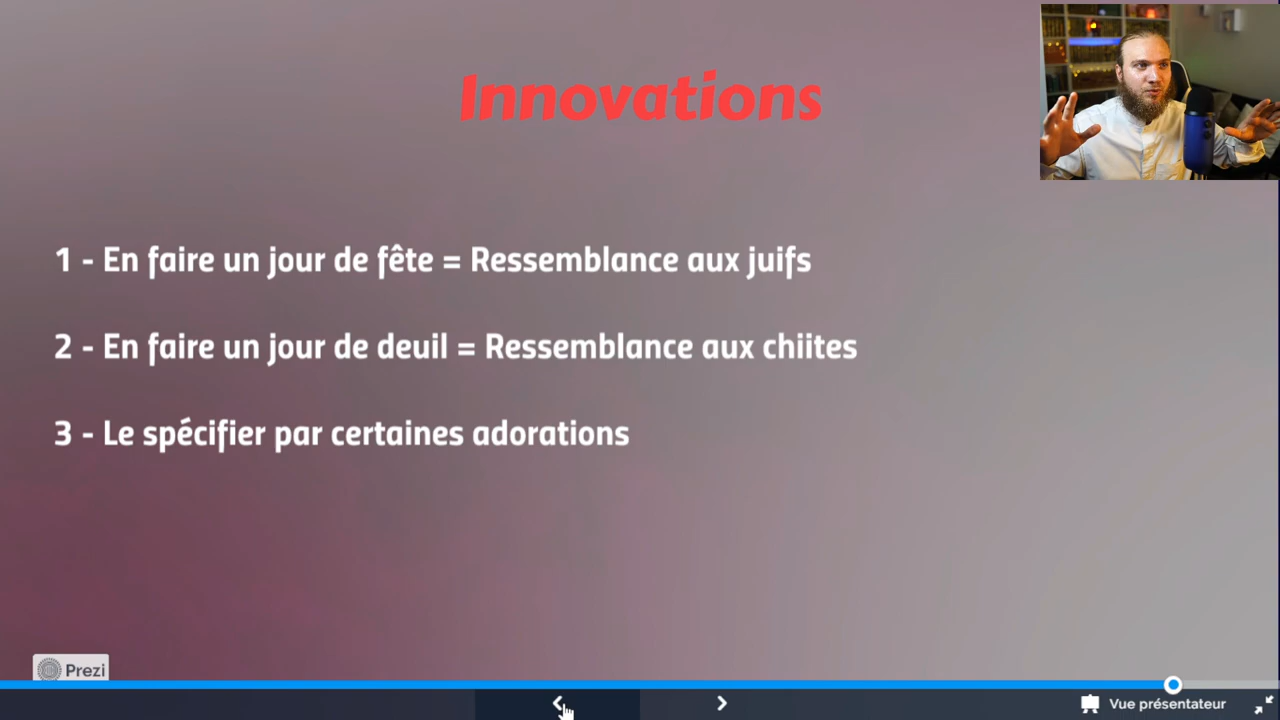 Innovations
1 - En faire un jour de fête = Ressemblance aux juifs
2 - En faire un jour de deuil = Ressemblance aux chiites
3 - Le spécifier par certaines adorations
Prezi
Vue présentateur